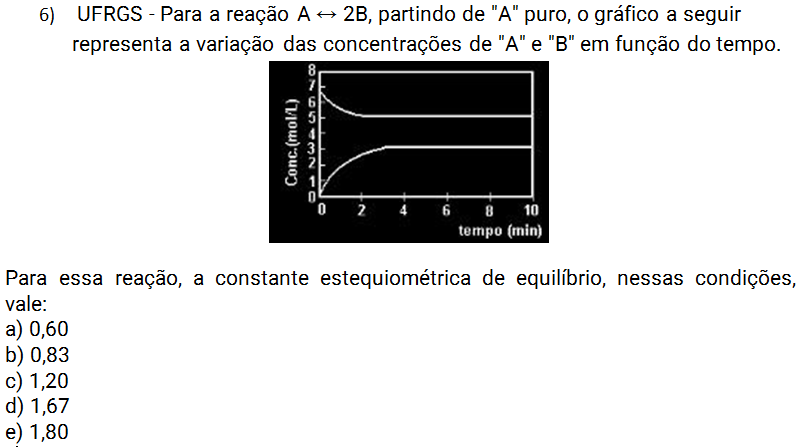 6) UFRGS - Para a reação A ↔ 2B, partindo de "A" puro, o gráfico a seguir
representa a variação das concentrações de "A" e "B" em função do tempo.
8
7
6
5
4
3
2
1
0
Conc.(mol/L)
0 2 4 6 8 10
tempo (min)
Para essa reação, a constante estequiométrica de equilíbrio, nessas condições,
vale:
a) 0,60
b) 0,83
c) 1,20
d) 1,67
e) 1,80